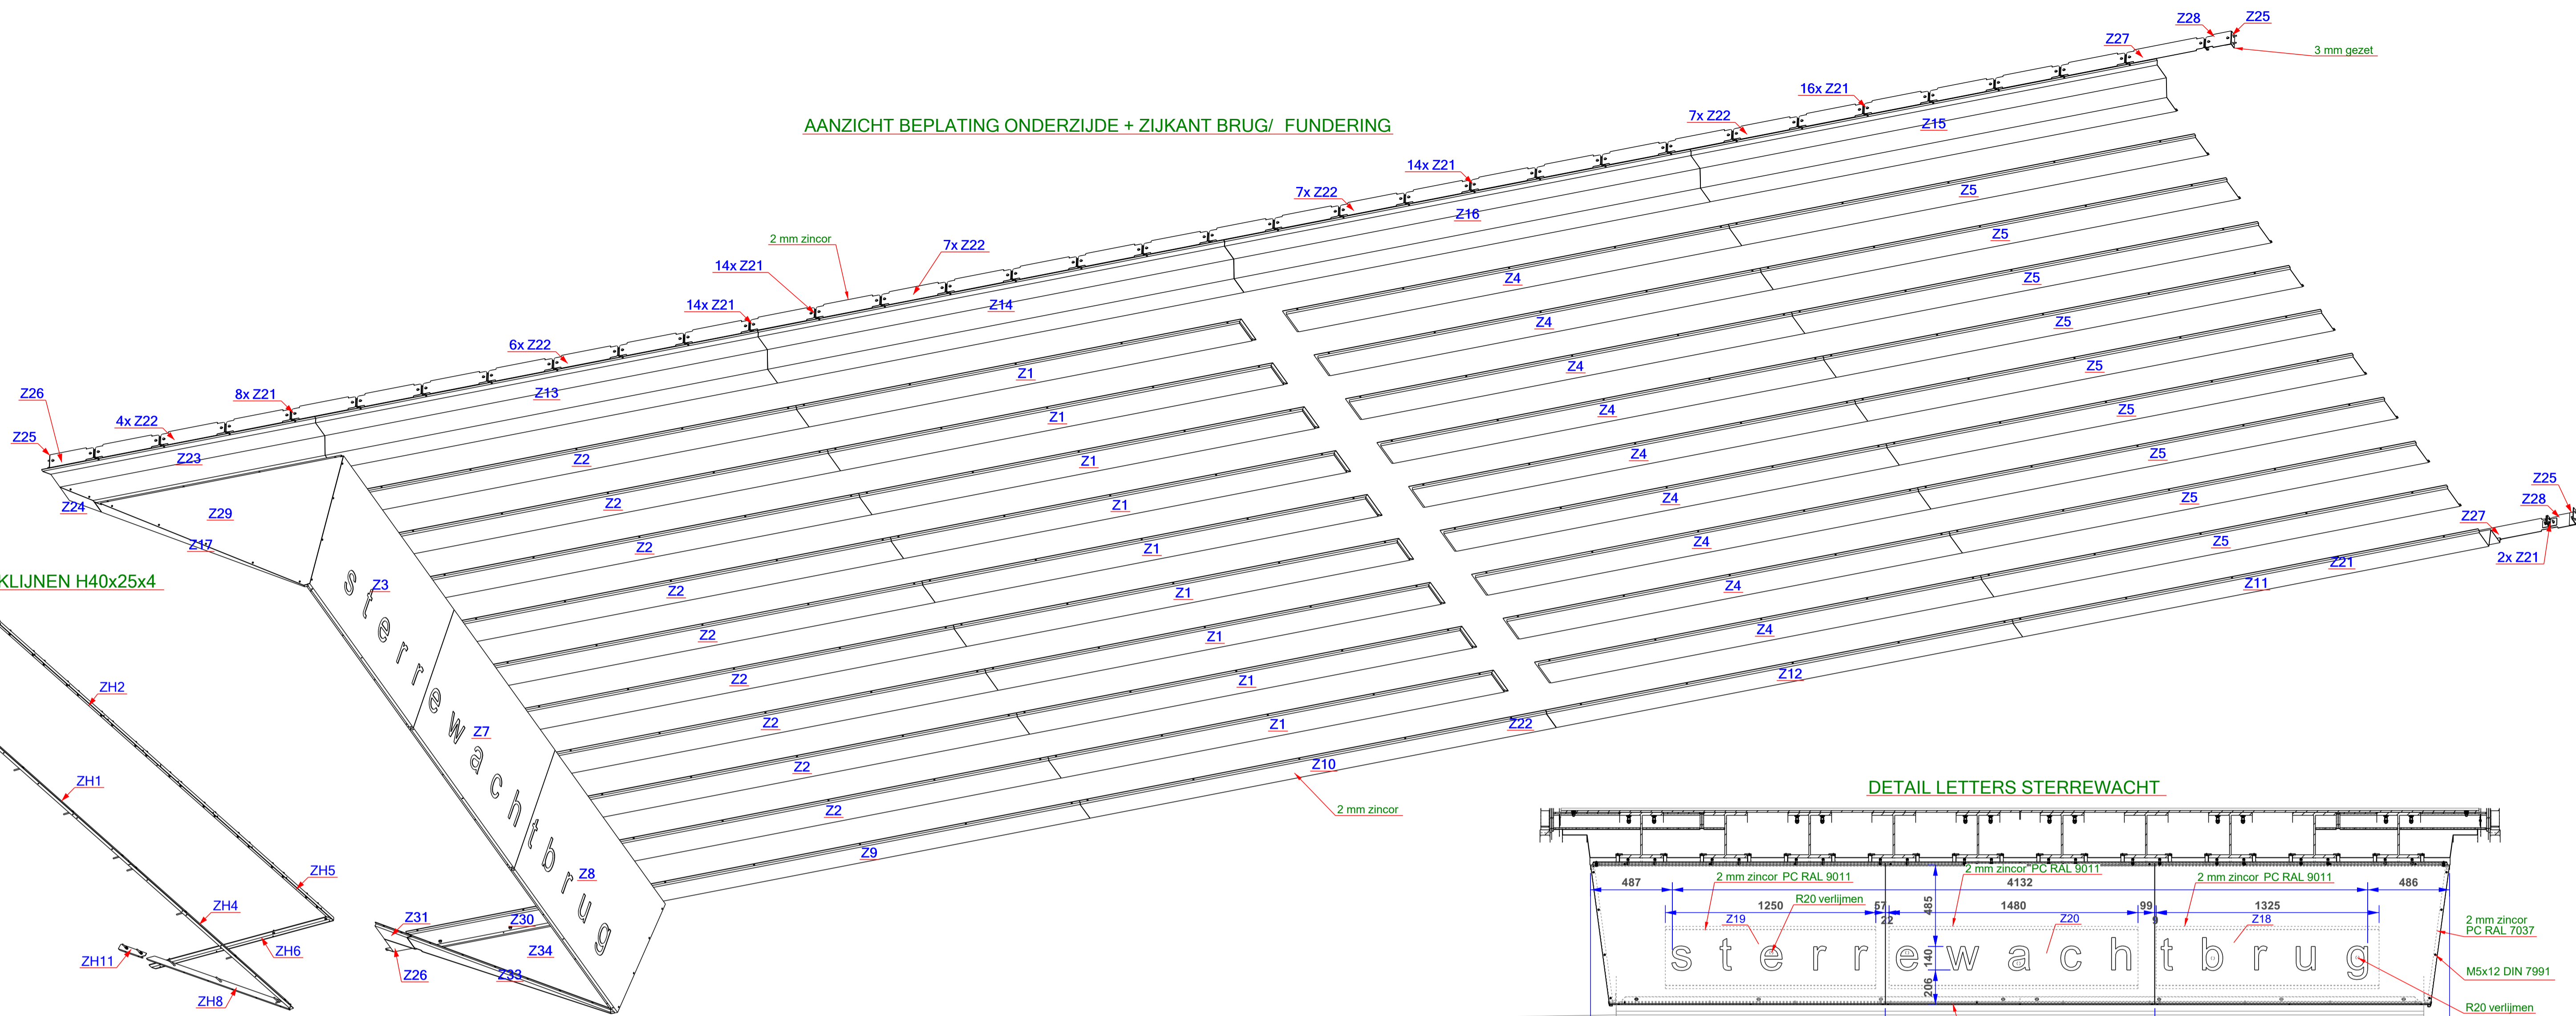 AANZICHT BEPLATING ONDERZIJDE + ZIJKANT BRUG/ FUNDERING
Z28
Z25
Z27
3 mm gezet
16x Z21
7x Z22
Z15
14x Z21
7x Z22
Z16
2 mm zincor
7x Z22
14x Z21
14x Z21
Z14
6x Z22
Z13
8x Z21
4x Z22
Z26
Z25
Z23
Z24
Z29
Z17
Z5
Z5
Z5
Z5
Z5
Z5
Z5
Z5
Z5
Z4
Z4
Z4
Z4
Z4
Z4
Z4
Z4
Z4
Z1
Z1
Z1
Z1
Z1
Z1
Z1
Z1
Z1
Z2
Z2
Z2
Z2
Z2
Z2
Z2
Z2
Z2
Z25
Z28
Z27
2x Z21
Z21
Z11
Z12
Z22
Z10
2 mm zincor
Z9
Z3
Z7
Z8
sterrewachtbrug
KLIJNEN H40x25x4
ZH2
ZH1
ZH5
ZH4
ZH6
ZH11
ZH8
Z31
Z30
Z34
Z33
Z26
DETAIL LETTERS STERREWACHT
2 mm zincor PC RAL 9011
2 mm zincor PC RAL 9011
2 mm zincor PC RAL 9011
487
4132
486
R20 verlijmen
1250
57
22
485
1480
99
9
1325
Z19
Z20
Z18
2 mm zincor
PC RAL 7037
sterrewachtbrug
140
206
M5x12 DIN 7991
R20 verlijmen